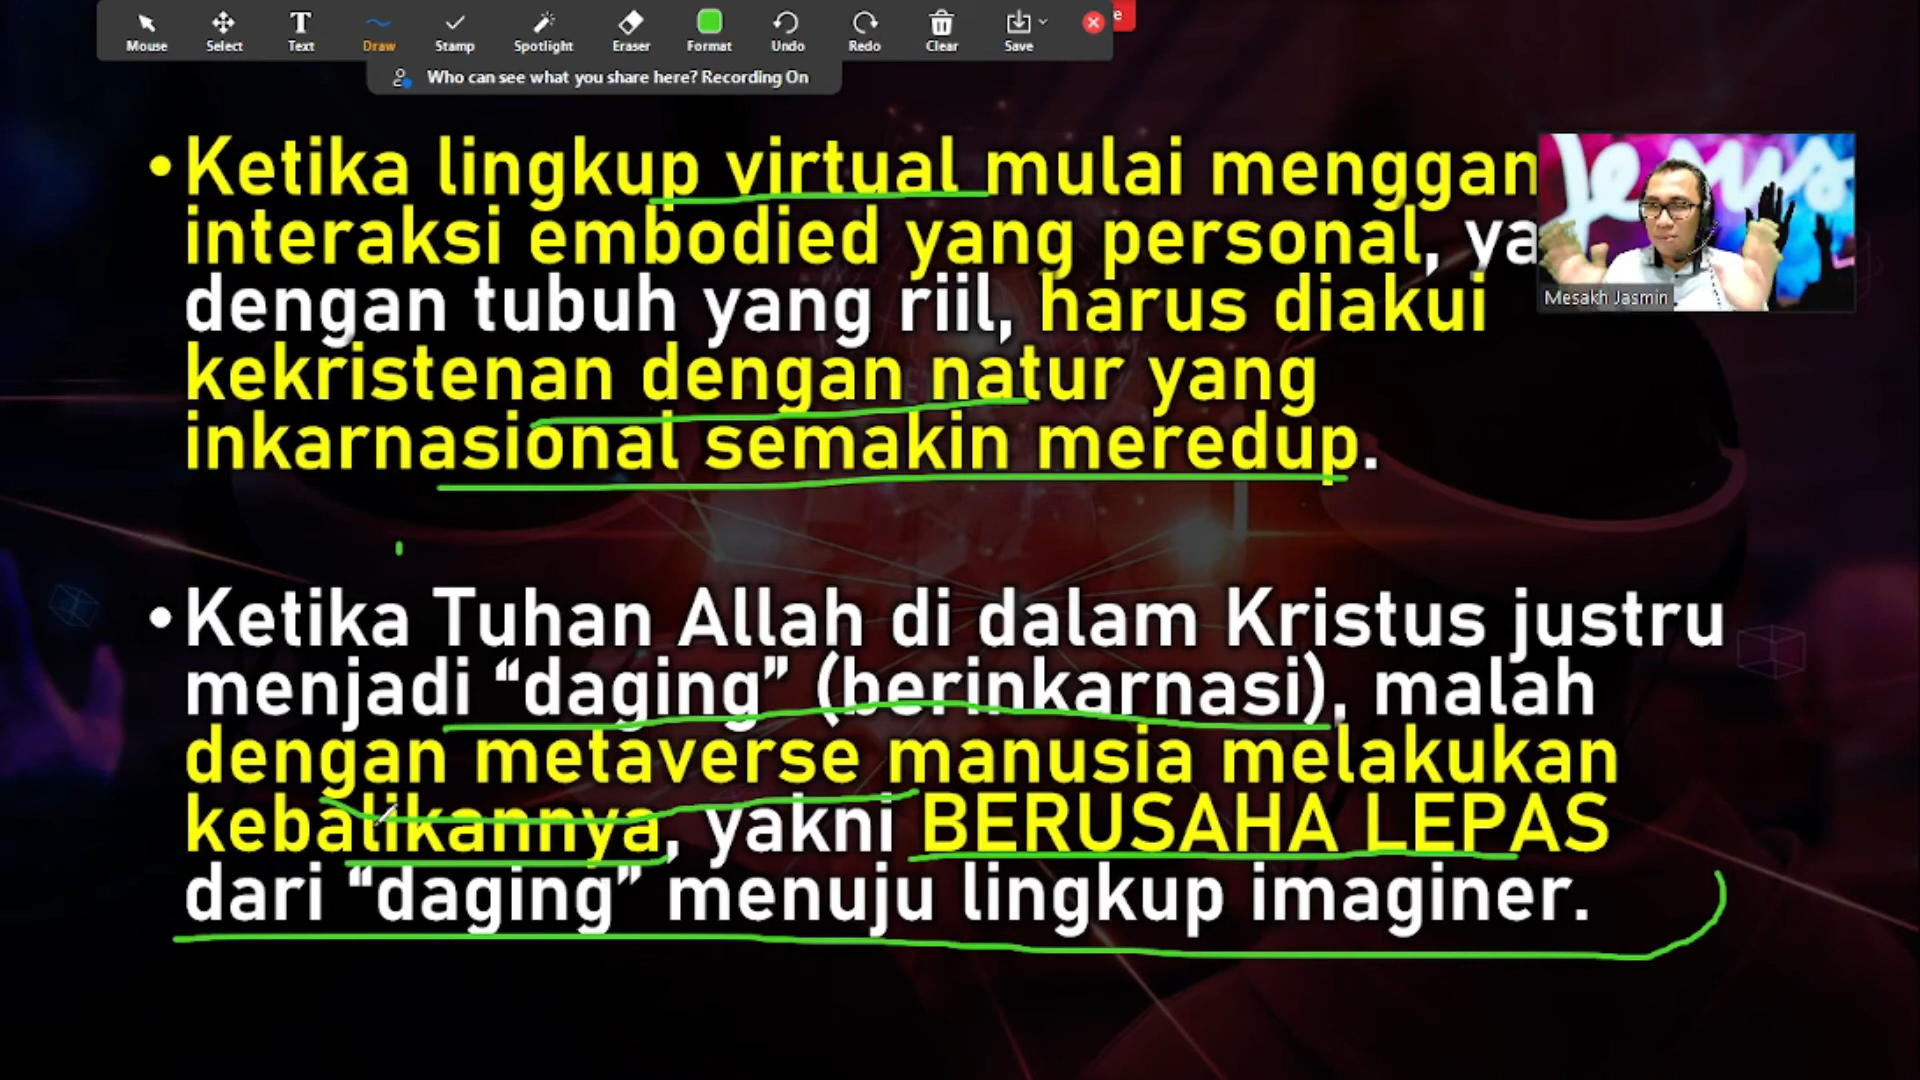 Mouse Select Text Draw Stamp Spotlight Eraser Format Undo Redo Clear Save
Who can see what you share here? Recording On
•Ketika lingkup virtual mulai menggan
interaksi embodied yang personal, ya
dengan tubuh yang riil, harus diakui
kekristenan dengan natur yang
inkarnasional semakin meredup.
Jesus
Mesakh Jasmin
•Ketika Tuhan Allah di dalam Kristus justru
menjadi “daging” (berinkarnasi), malah
dengan metaverse manusia melakukan
kebalikannya, yakni BERUSAHA LEPAS
dari “daging” menuju lingkup imaginer.